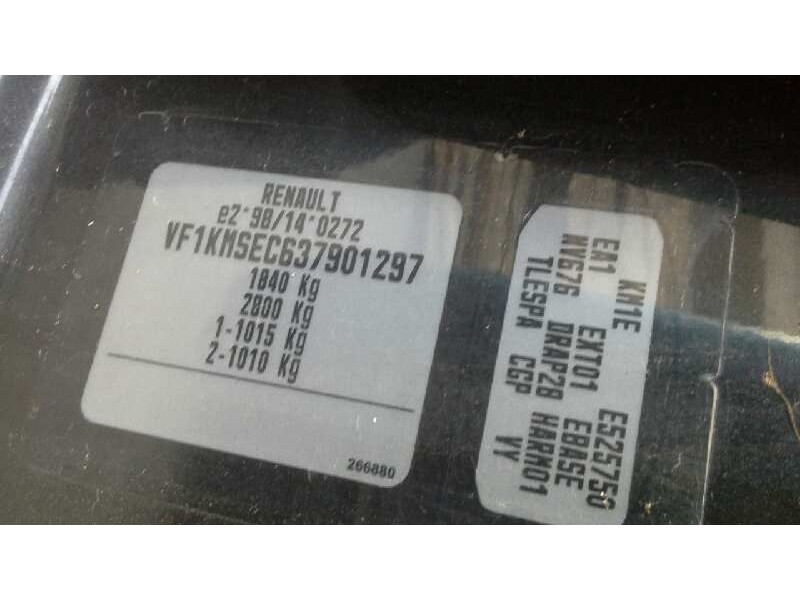 RENAULT
e2*98/14*0272
VF1KMSEC637901297
1840 Kg
2800 Kg
1-1015 Kg
2-1010 Kg
266880
KM1E E525750
EA1 EXT01 EBASE
MV676 DRAP28 HARM01
TLESPA CGP VY